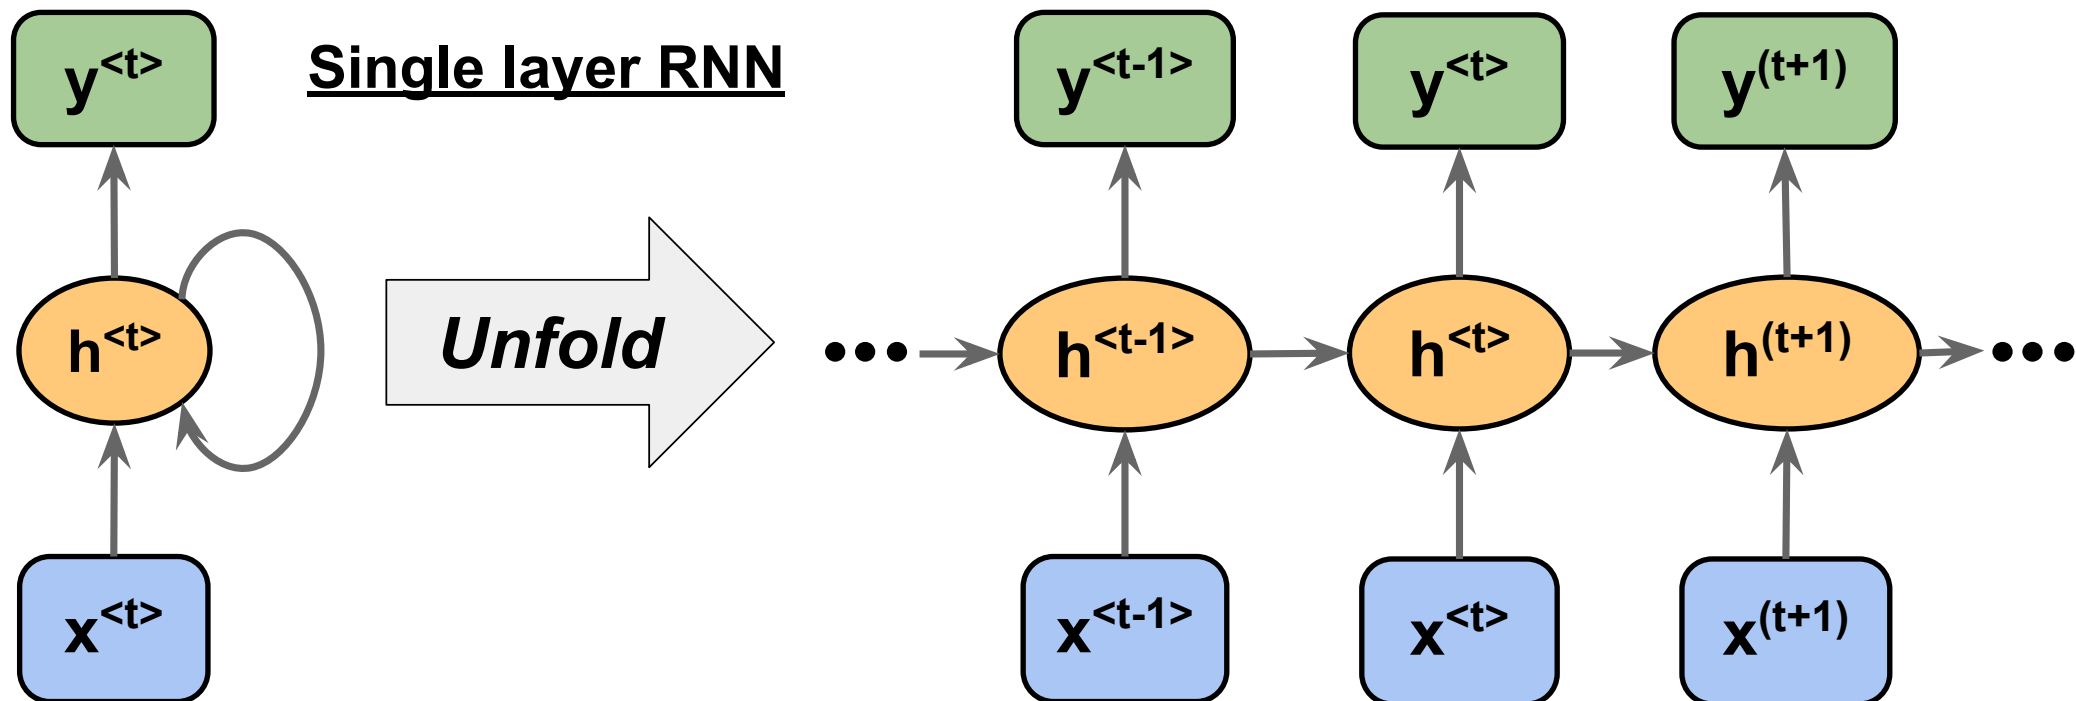 Single layer RNN
y<t>
h<t>
x<t>
Unfold
y<t-1>
y<t>
y(t+1)
••• h<t-1>
h<t>
h(t+1) •••
x<t-1>
x<t>
x(t+1)